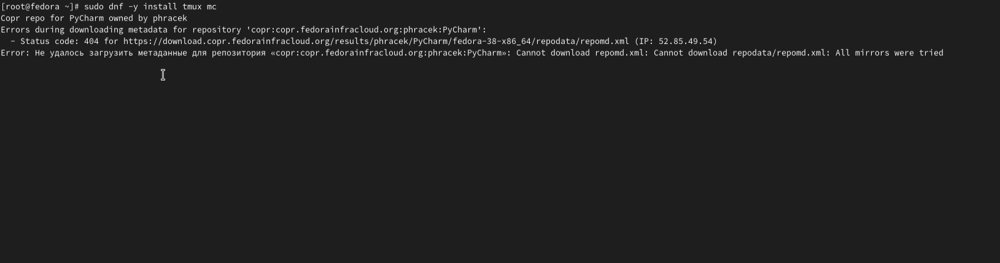 [root@fedora ~]# sudo dnf -y install tmux mc
Copr repo for PyCharm owned by phracek
Errors during downloading metadata for repository 'copr:copr.fedorainfracloud.org:phracek:PyCharm':
  - Status code: 404 for https://download.copr.fedorainfracloud.org/results/phracek/PyCharm/fedora-38-x86_64/repodata/repomd.xml (IP: 52.85.49.54)
Error: Не удалось загрузить метаданные для репозитория «copr:copr.fedorainfracloud.org:phracek:PyCharm»: Cannot download repomd.xml: Cannot download repodata/repomd.xml: All mirrors were tried